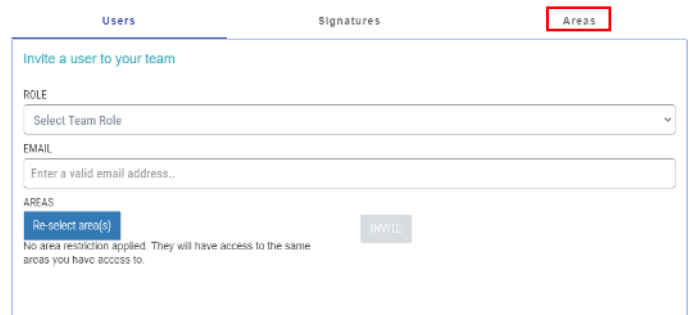 Users Signatures Areas
Invite a user to your team
ROLE
Select Team Role
EMAIL
Enter a valid email address..
AREAS
Re-select area(s)
INVITE
No area restriction applied. They will have access to the same
areas you have access to.